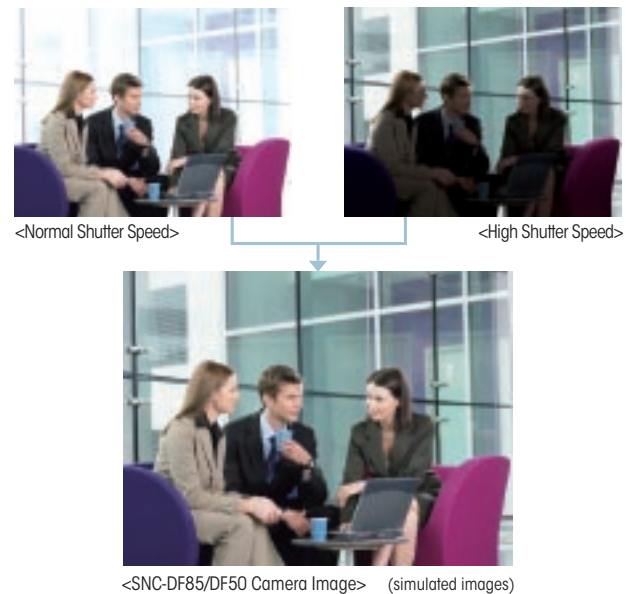 <Normal Shutter Speed>
<High Shutter Speed>
<SNC-DF85/DF50 Camera Image> (simulated images)